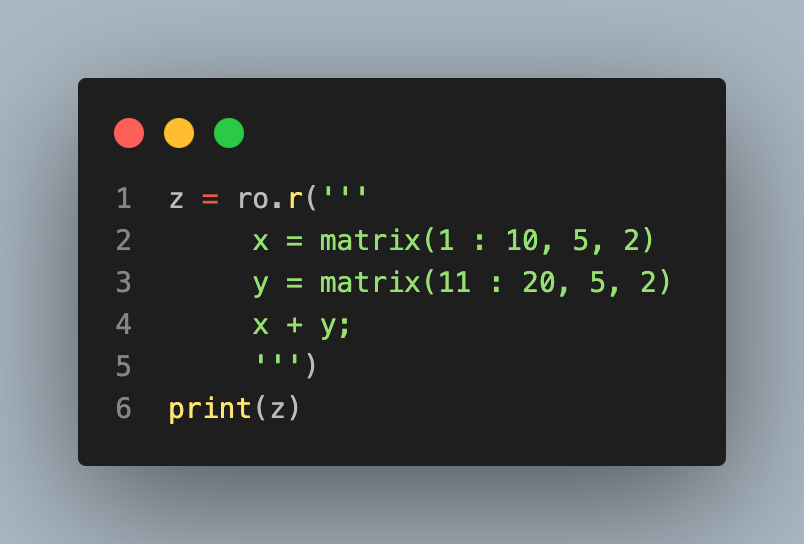 1 z = ro.r('''
2      x = matrix(1 : 10, 5, 2)
3      y = matrix(11 : 20, 5, 2)
4      x + y;
5      ''')
6 print(z)